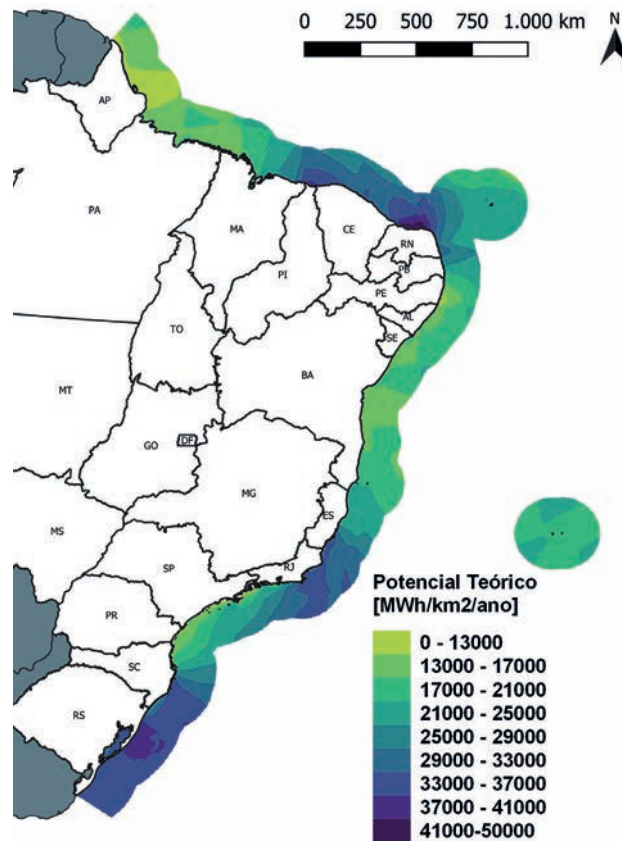 0 250 500 750 1.000 km
N
AP
PA
MA
CE
RN
PB
PI
PE
AL
SE
TO
BA
MT
GO
DF
MG
ES
MS
SP
RJ
PR
SC
RS
Potencial Teórico
[MWh/km2/ano]
0 - 13000
13000 - 17000
17000 - 21000
21000 - 25000
25000 - 29000
29000 - 33000
33000 - 37000
37000 - 41000
41000-50000